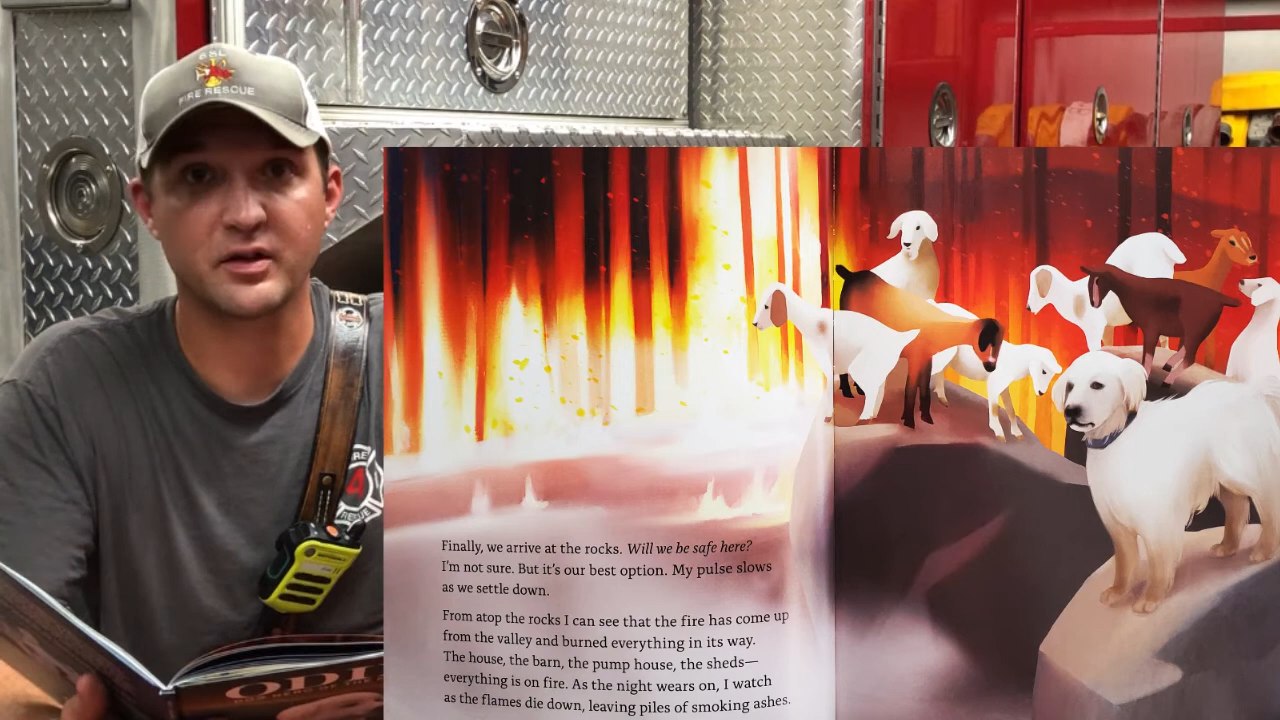 FIRE RESCUE
4
RESCUE
ODI
Finally, we arrive at the rocks. Will we be safe here?
I'm not sure. But it's our best option. My pulse slows
as we settle down.
From atop the rocks I can see that the fire has come up
from the valley and burned everything in its way.
The house, the barn, the pump house, the sheds—
everything is on fire. As the night wears on, I watch
as the flames die down, leaving piles of smoking ashes.